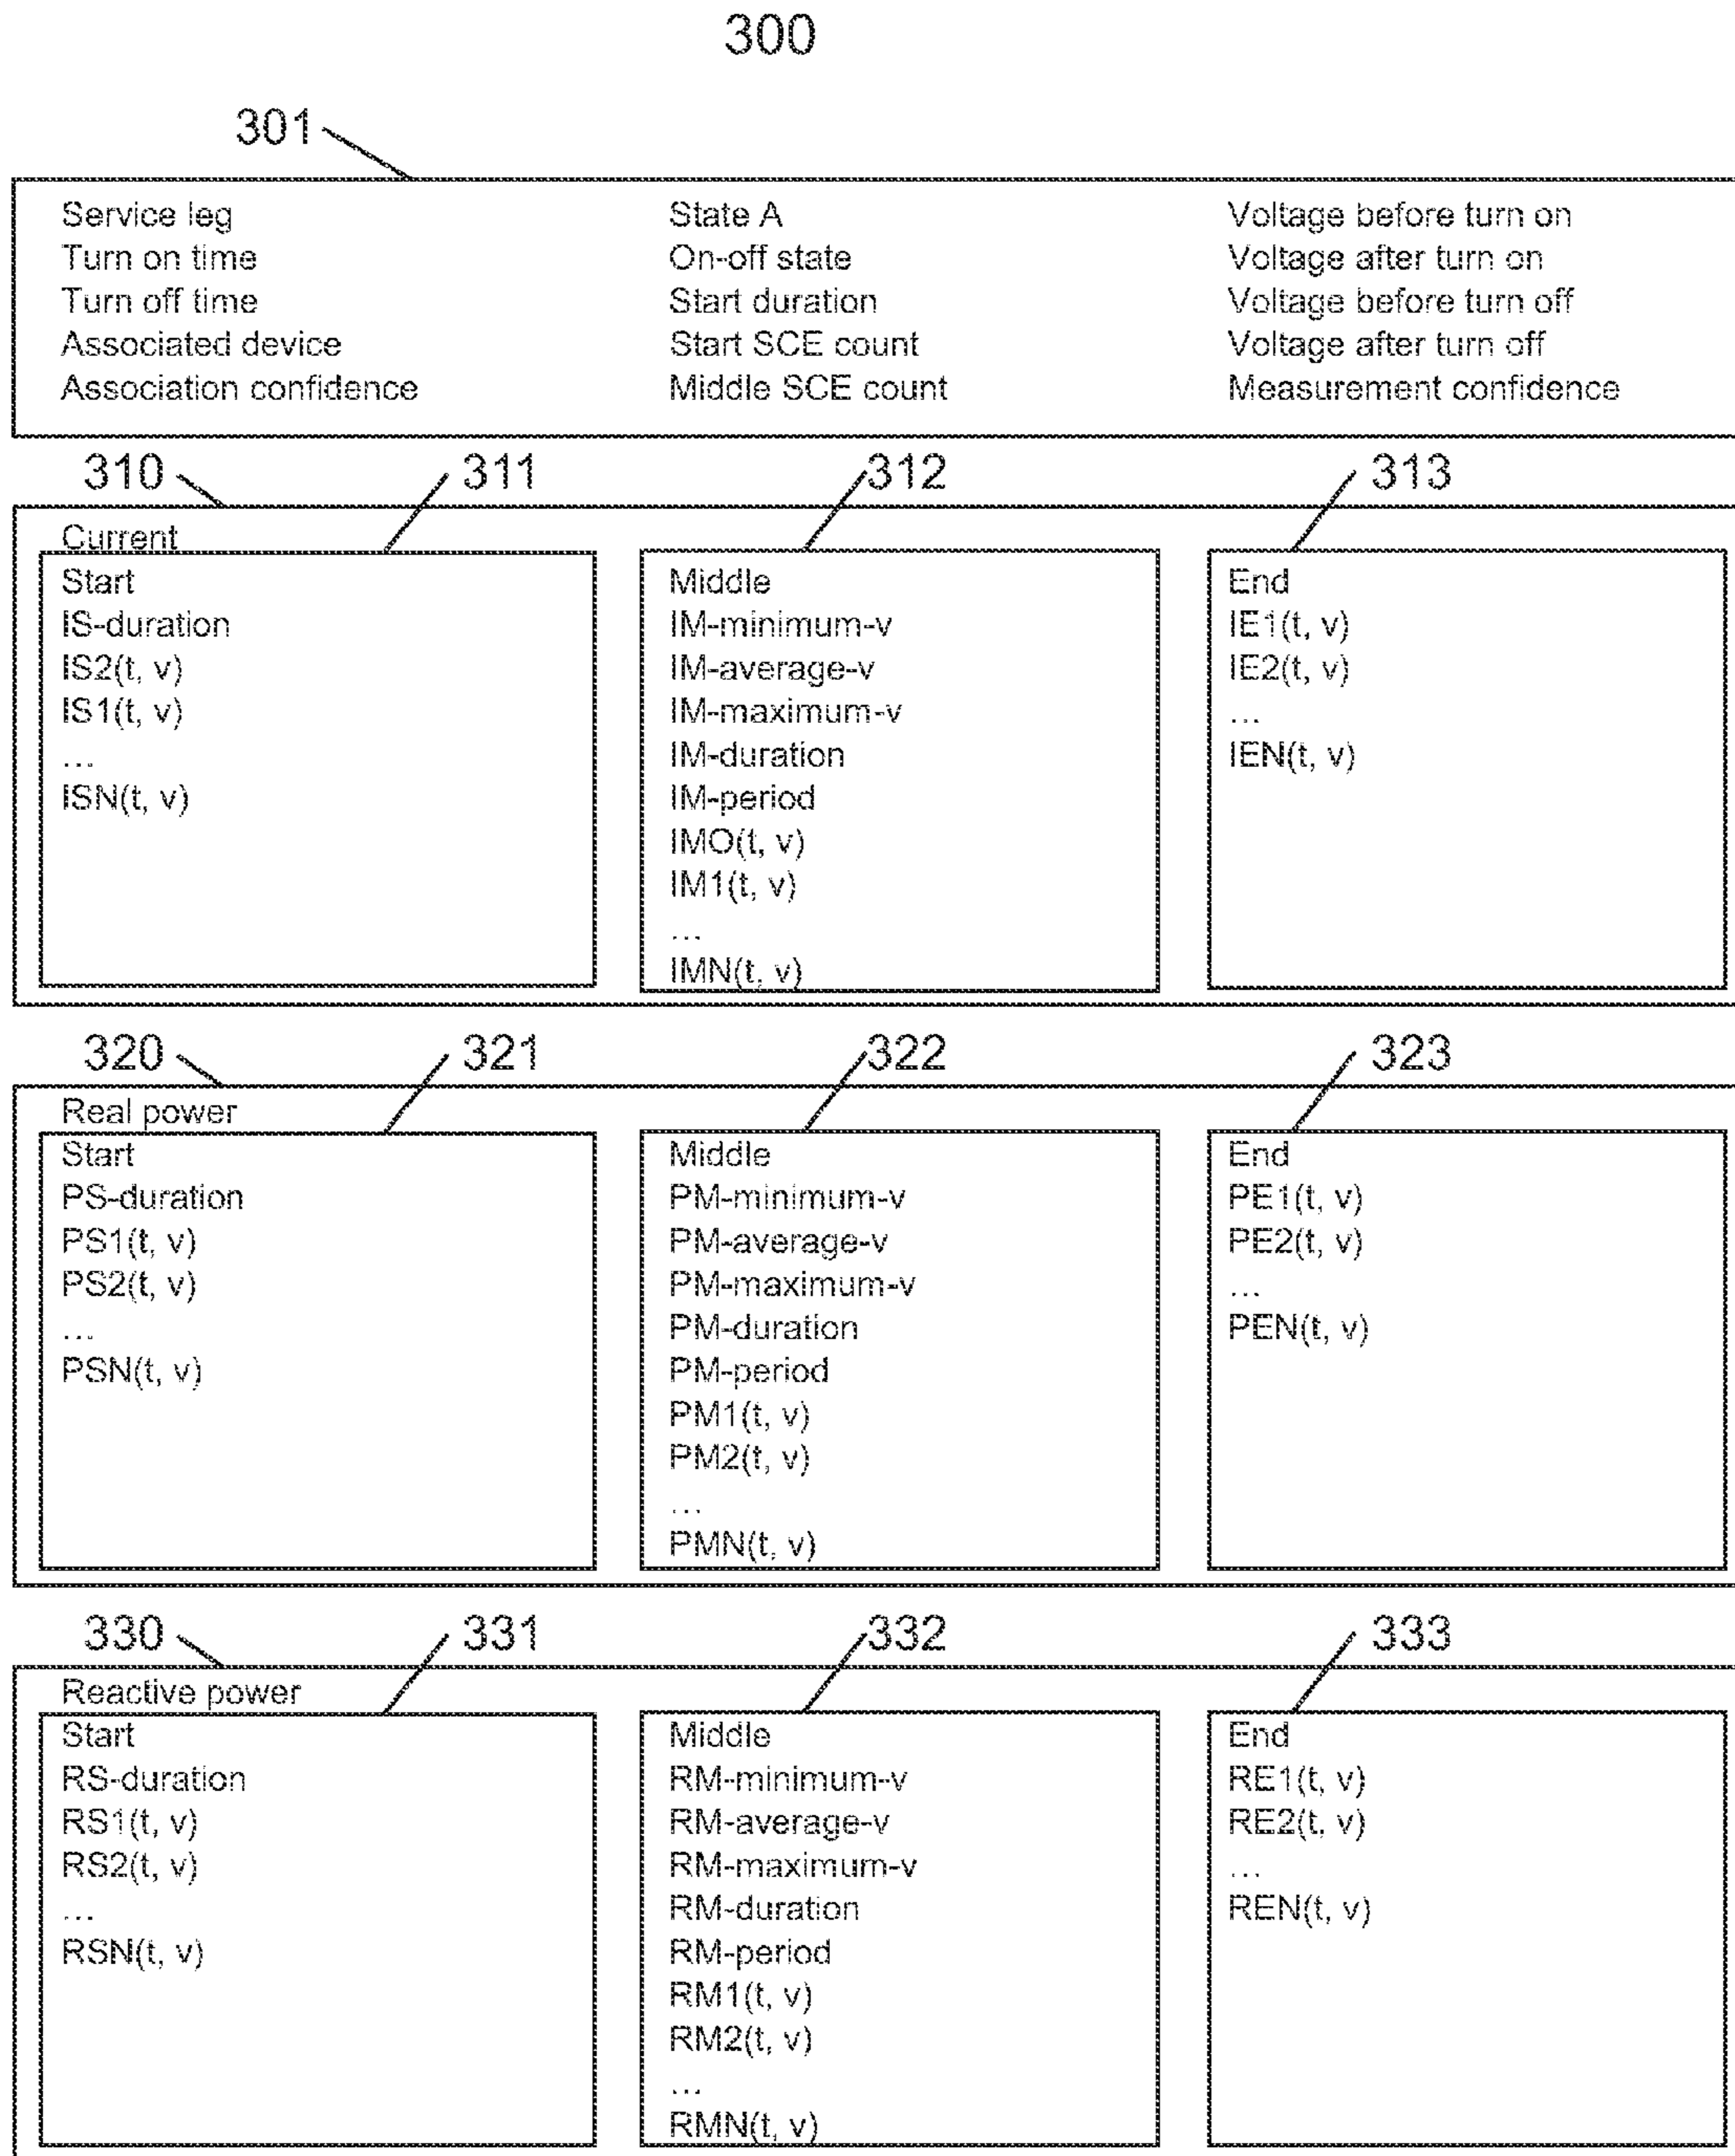 300
301
Service leg
Turn on time
Turn off time
Associated device
Association confidence
State A
On-off state
Start duration
Start SCE count
Middle SCE count
Voltage before turn on
Voltage after turn on
Voltage before turn off
Voltage after turn off
Measurement confidence
310 311 312 313
Current
Start
IS-duration
IS2(t, v)
IS1(t, v)
...
ISN(t, v)
Middle
IM-minimum-v
IM-average-v
IM-maximum-v
IM-duration
IM-period
IMO(t, v)
IM1(t, v)
...
IMN(t, v)
End
IE1(t, v)
IE2(t, v)
...
IEN(t, v)
320 321 322 323
Real power
Start
PS-duration
PS1(t, v)
PS2(t, v)
...
PSN(t, v)
Middle
PM-minimum-v
PM-average-v
PM-maximum-v
PM-duration
PM-period
PM1(t, v)
PM2(t, v)
...
PMN(t, v)
End
PE1(t, v)
PE2(t, v)
...
PEN(t, v)
330 331 332 333
Reactive power
Start
RS-duration
RS1(t, v)
RS2(t, v)
...
RSN(t, v)
Middle
RM-minimum-v
RM-average-v
RM-maximum-v
RM-duration
RM-period
RM1(t, v)
RM2(t, v)
...
RMN(t, v)
End
RE1(t, v)
RE2(t, v)
...
REN(t, v)